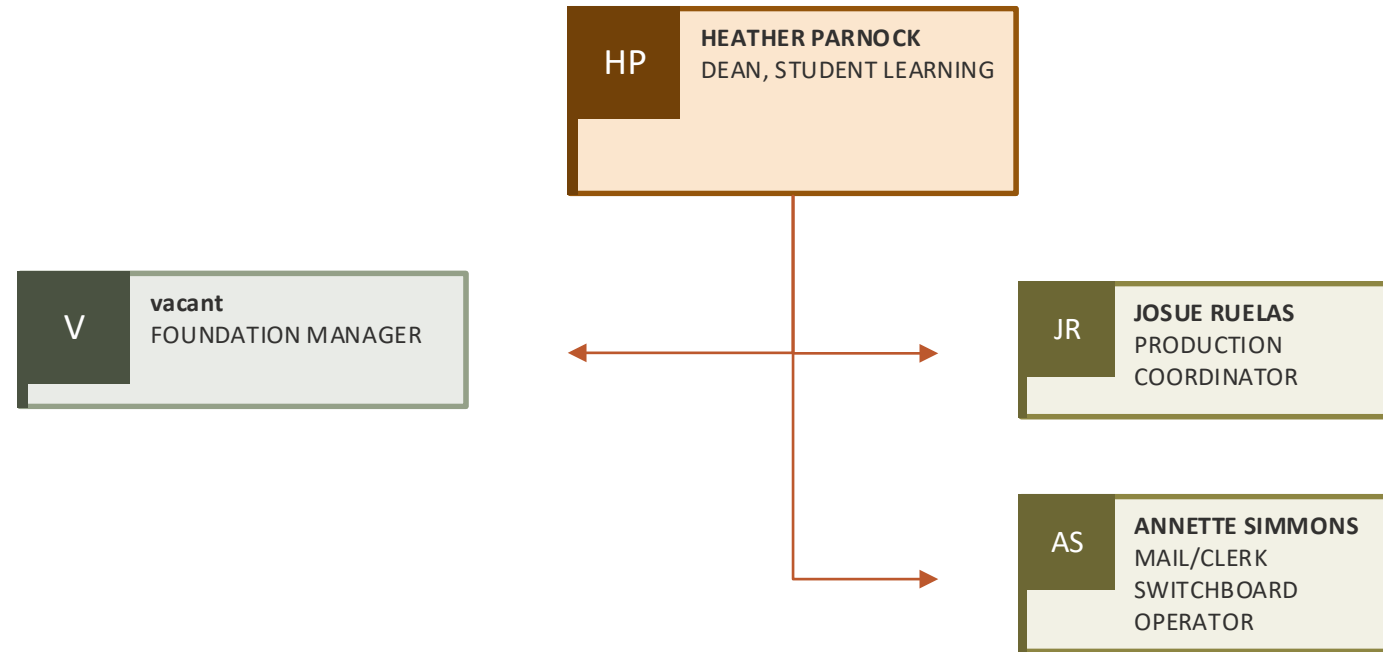 HP
HEATHER PARNOCK
DEAN, STUDENT LEARNING
V
vacant
FOUNDATION MANAGER
JR
JOSUE RUELAS
PRODUCTION
COORDINATOR
AS
ANNETTE SIMMONS
MAIL/CLERK
SWITCHBOARD
OPERATOR